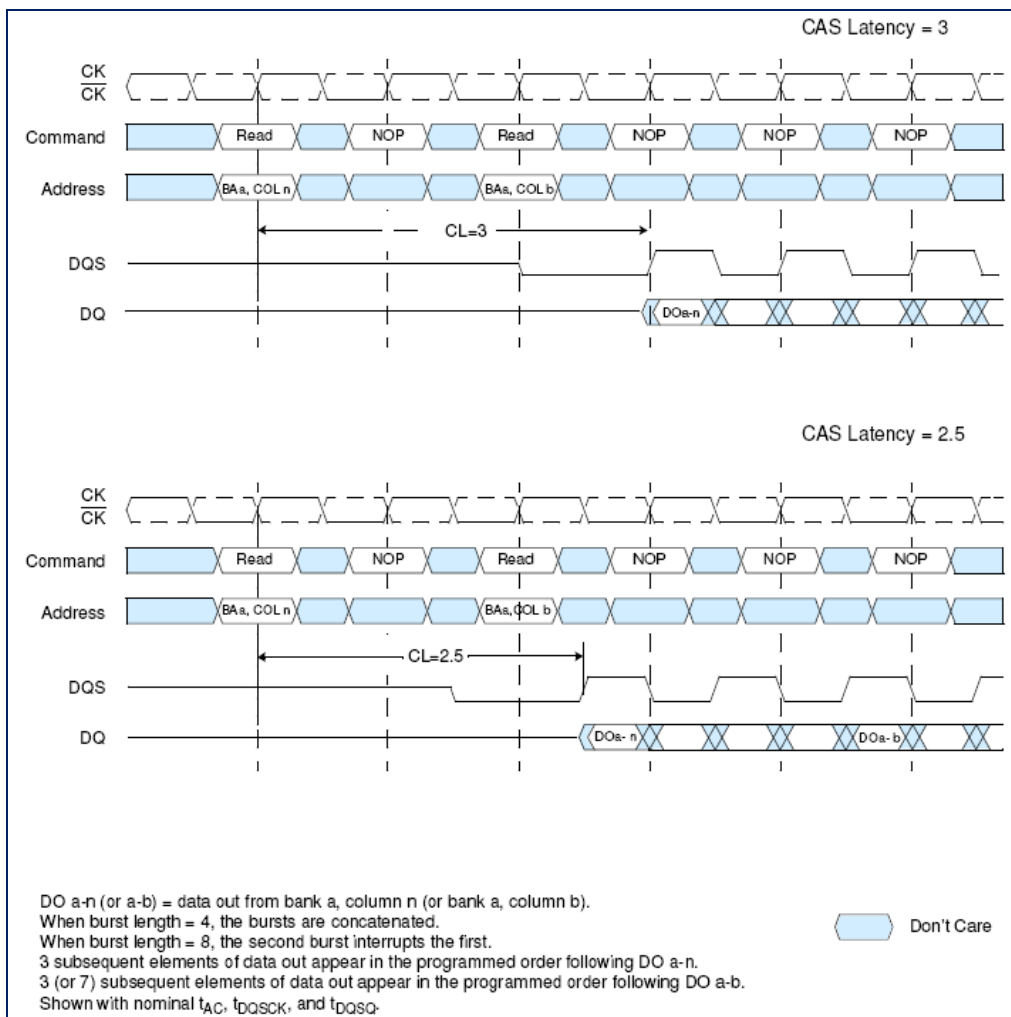 CAS Latency = 3
CK
CK
Command Read NOP Read NOP NOP NOP
Address BAa, COL n BAa, COL b
CL=3
DQS
DQ DOa-n
CAS Latency = 2.5
CK
CK
Command Read NOP Read NOP NOP NOP
Address BAa, COL n BAa,COL b
CL=2.5
DQS
DQ DOa- n DOa- b
DO a-n (or a-b) = data out from bank a, column n (or bank a, column b).
When burst length = 4, the bursts are concatenated.
When burst length = 8, the second burst interrupts the first.
3 subsequent elements of data out appear in the programmed order following DO a-n.
3 (or 7) subsequent elements of data out appear in the programmed order following DO a-b.
Shown with nominal tAC, tDQSCK, and tDQSQ.
Don't Care